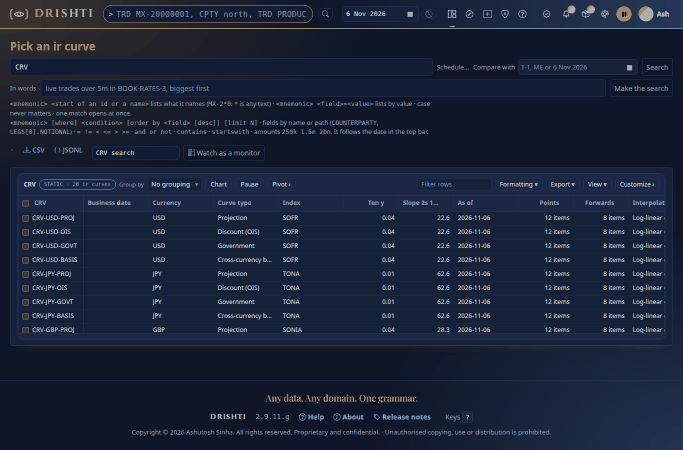 DRISHTI
> TRD MX-20000001, CPTY north, TRD PRODUC
6 Nov 2026
Ash
Pick an ir curve
CRV
Schedule... Compare with T-1, ME or 6 Nov 2026 Search
In words live trades over 5m in BOOK-RATES-3, biggest first Make the search
<mnemonic> <start of an id or a name> lists what it names (MX-2*0: * is any text) · <mnemonic> <field>=<value> lists by value · case
never matters · one match opens at once.
<mnemonic> [where] <condition> [order by <field> [desc]] [limit N] · fields by name or path (COUNTERPARTY,
LEGS[0].NOTIONAL) · = != < <= > >= · and or not · contains · startswith · amounts 250k 1.5m 2bn. It follows the date in the top bar.
CSV JSONL CRV search Watch as a monitor
CRV STATIC · 28 ir curves Group by No grouping Chart Pause Pivot Filter rows Formatting Export View Customize
CRV Business date Currency Curve type Index Ten y Slope 2s 1... As of Points Forwards Interpolat
CRV-USD-PROJ USD Projection SOFR 0.04 22.6 2026-11-06 12 items 8 items Log-linear
CRV-USD-OIS USD Discount (OIS) SOFR 0.04 22.6 2026-11-06 12 items 8 items Log-linear
CRV-USD-GOVT USD Government SOFR 0.04 22.6 2026-11-06 12 items 8 items Log-linear
CRV-USD-BASIS USD Cross-currency b... SOFR 0.04 22.6 2026-11-06 12 items 8 items Log-linear
CRV-JPY-PROJ JPY Projection TONA 0.01 62.6 2026-11-06 12 items 8 items Log-linear
CRV-JPY-OIS JPY Discount (OIS) TONA 0.01 62.6 2026-11-06 12 items 8 items Log-linear
CRV-JPY-GOVT JPY Government TONA 0.01 62.6 2026-11-06 12 items 8 items Log-linear
CRV-JPY-BASIS JPY Cross-currency b... TONA 0.01 62.6 2026-11-06 12 items 8 items Log-linear
CRV-GBP-PROJ GBP Projection SONIA 0.04 28.3 2026-11-06 12 items 8 items Log-linear
Any data. Any domain. One grammar.
DRISHTI 2.9.11.g Help About Release notes Keys ?
Copyright © 2026 Ashutosh Sinha. All rights reserved. Proprietary and confidential. · Unauthorised copying, use or distribution is prohibited.